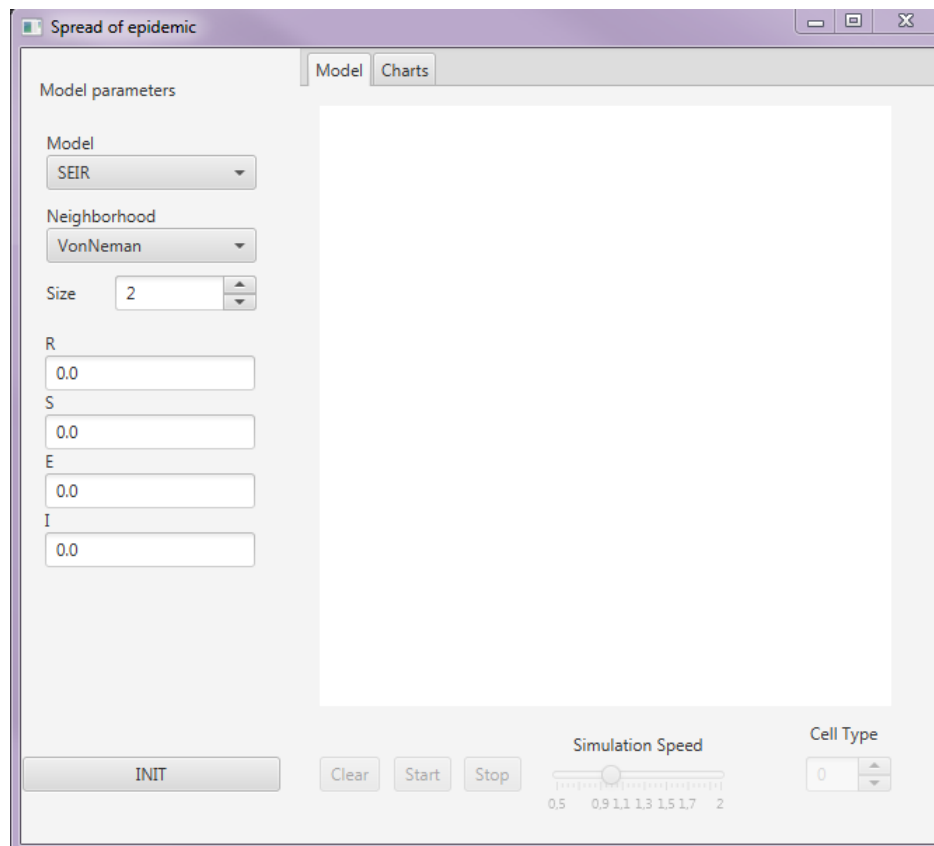 Spread of epidemic
Model parameters
Model
SEIR
Neighborhood
VonNeman
Size 2
R
0.0
S
0.0
E
0.0
I
0.0
INIT
Model Charts
Clear Start Stop
Simulation Speed
0,5 0,9 1,1 1,3 1,5 1,7 2
Cell Type
0